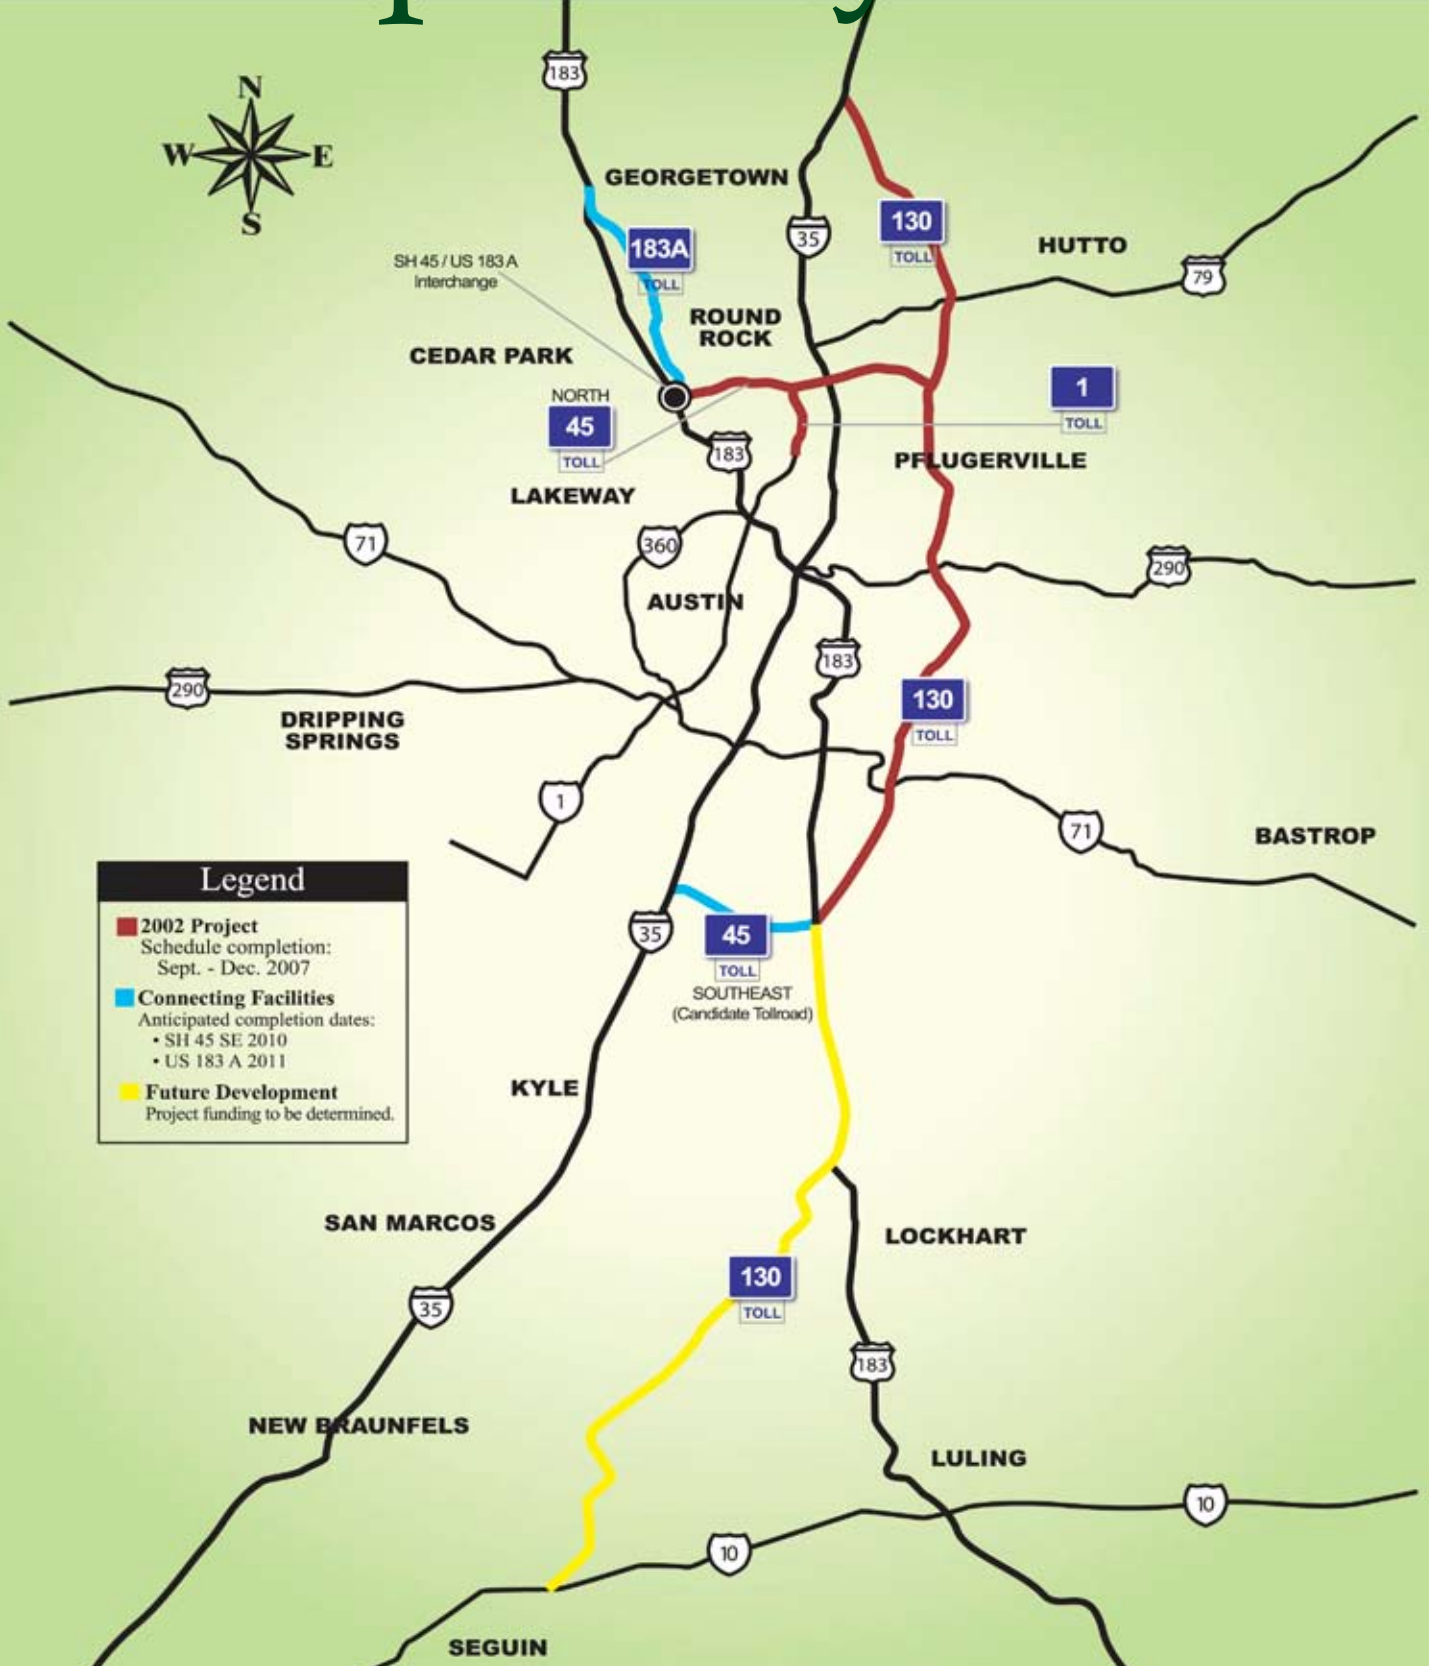 183
N
W E
S
GEORGETOWN
130
TOLL
35
HUTTO
79
183A
TOLL
SH 45 / US 183 A
Interchange
ROUND
ROCK
CEDAR PARK
NORTH
45
TOLL
1
TOLL
183
PFLUGERVILLE
LAKEWAY
71
360
290
AUSTIN
183
290
130
TOLL
DRIPPING
SPRINGS
1
71
BASTROP
Legend
2002 Project
Schedule completion:
Sept. - Dec. 2007
Connecting Facilities
Anticipated completion dates:
• SH 45 SE 2010
• US 183 A 2011
Future Development
Project funding to be determined.
35
45
TOLL
SOUTHEAST
(Candidate Tollroad)
KYLE
SAN MARCOS
LOCKHART
130
TOLL
35
183
NEW BRAUNFELS
LULING
10
10
SEGUIN